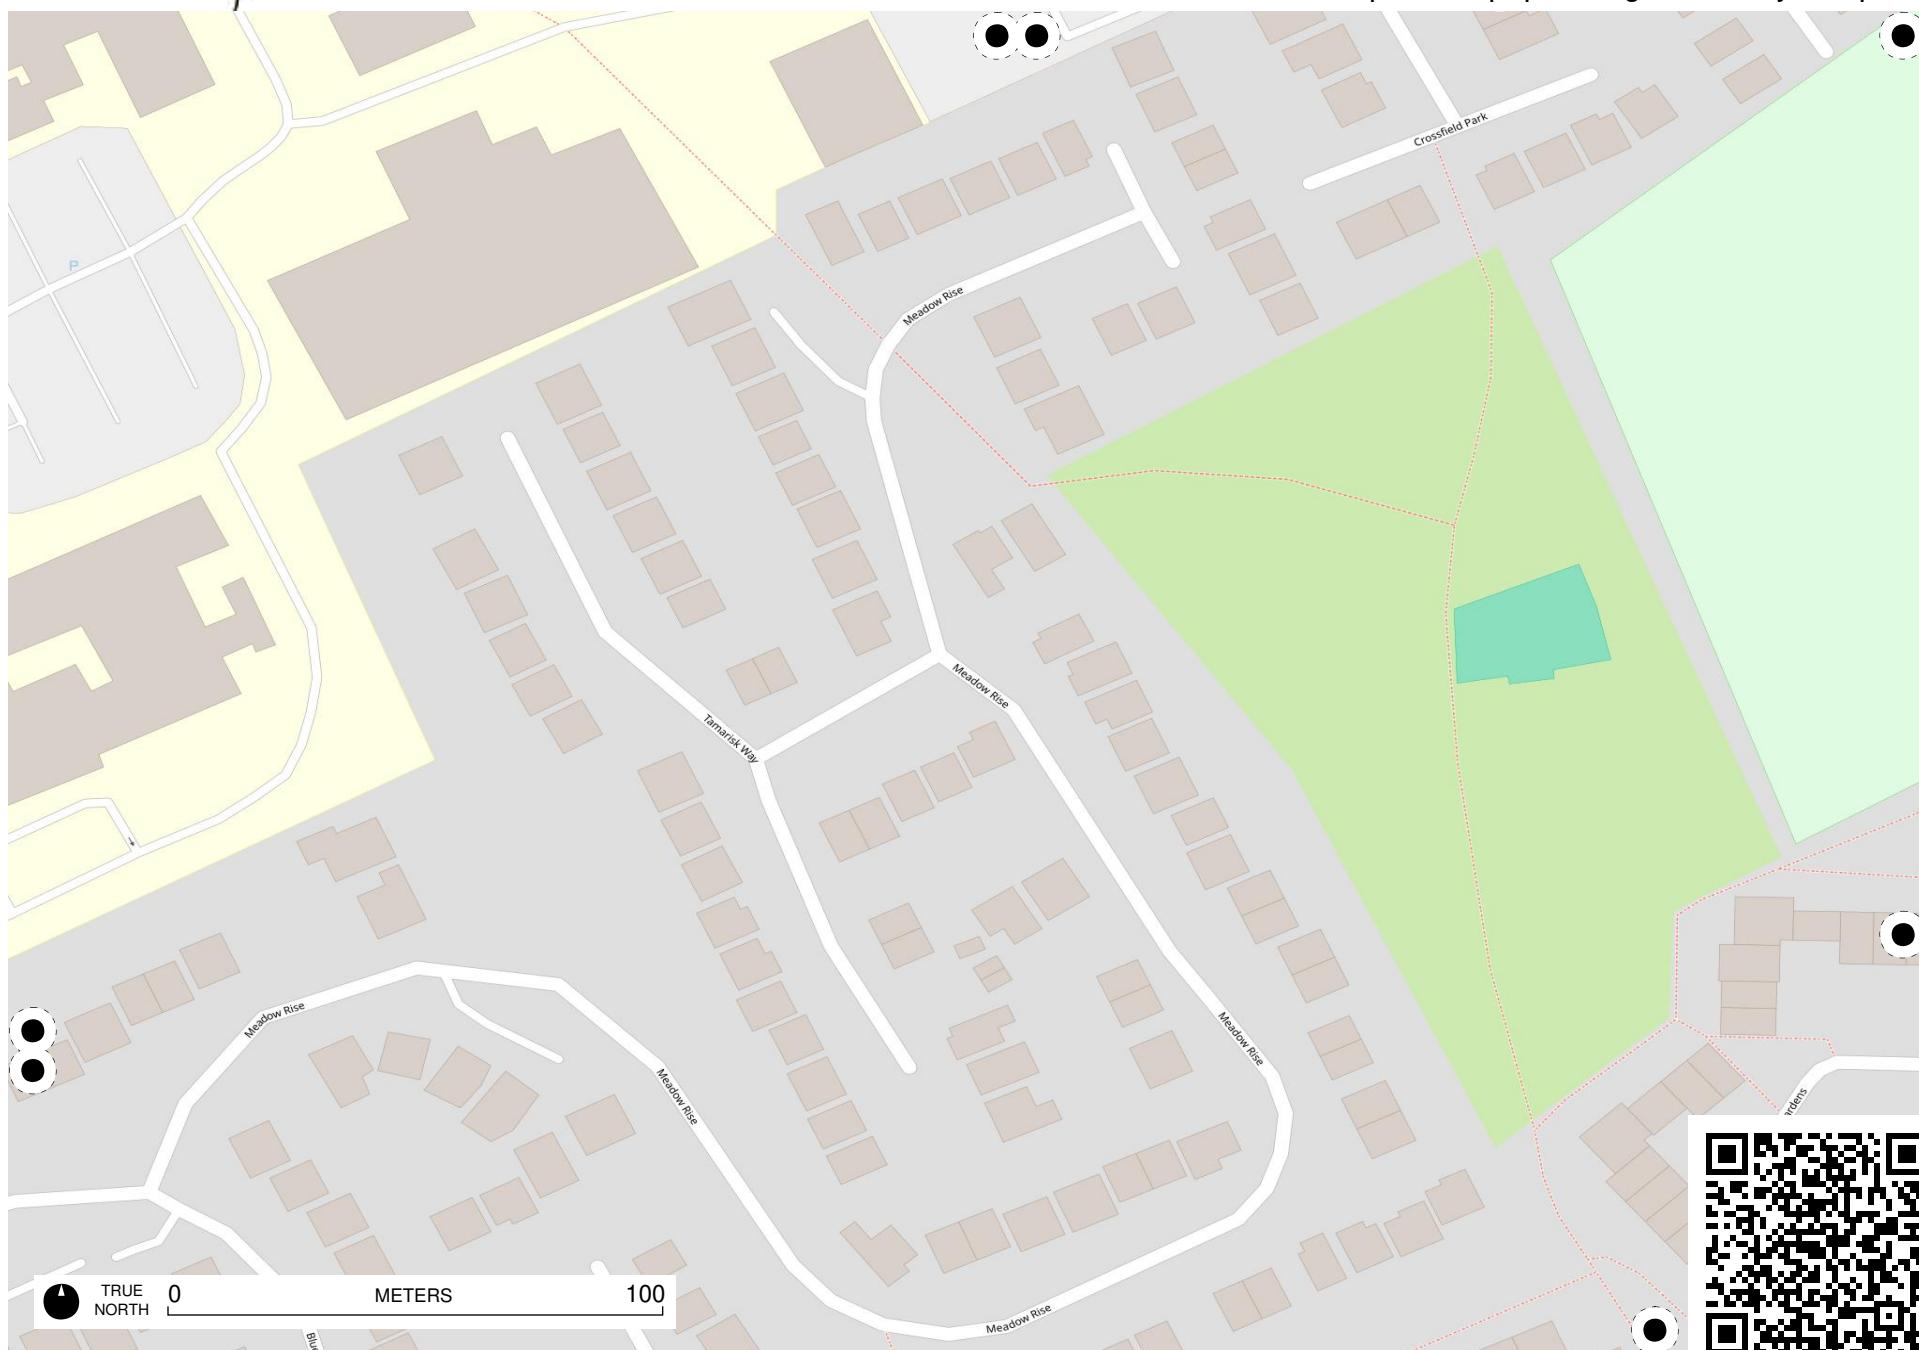 P
Crossfield Park
Meadow Rise
Meadow Rise
Tamarisk Way
Meadow Rise
Meadow Rise
Meadow Rise
Meadow Rise
TRUE
NORTH
0
METERS
100